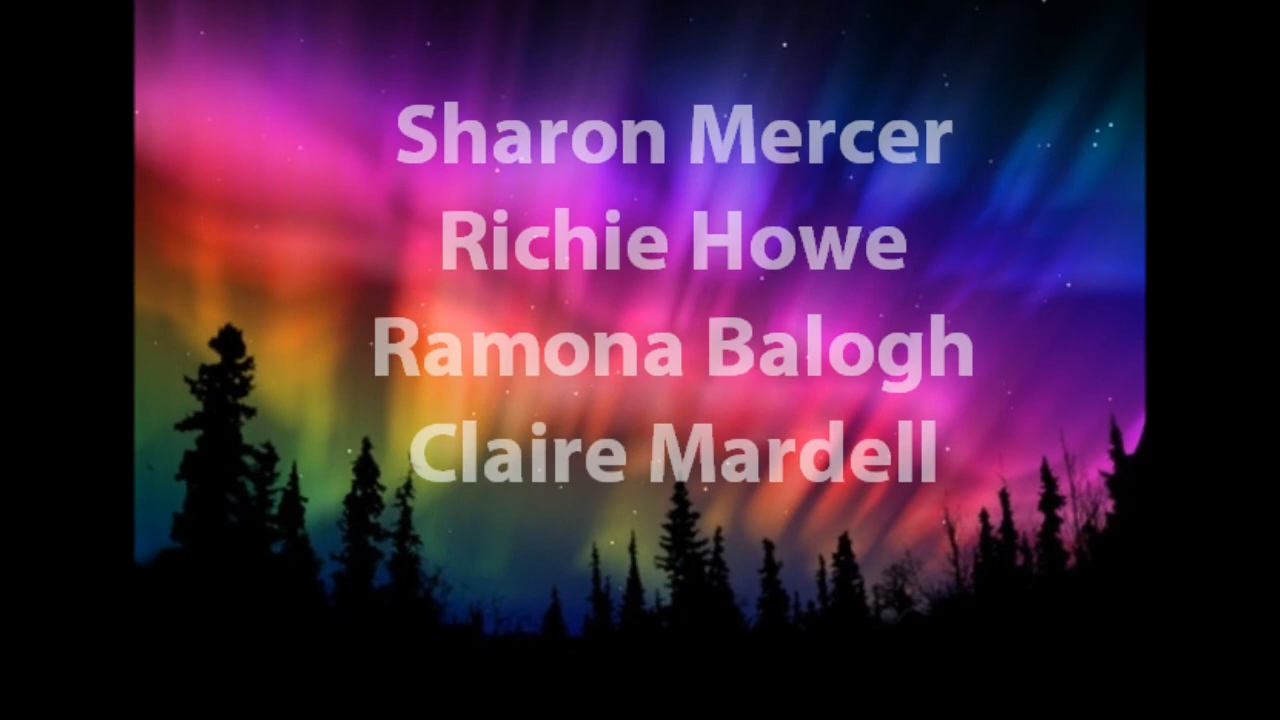 Sharon Mercer
Richie Howe
Ramona Balogh
Claire Mardell